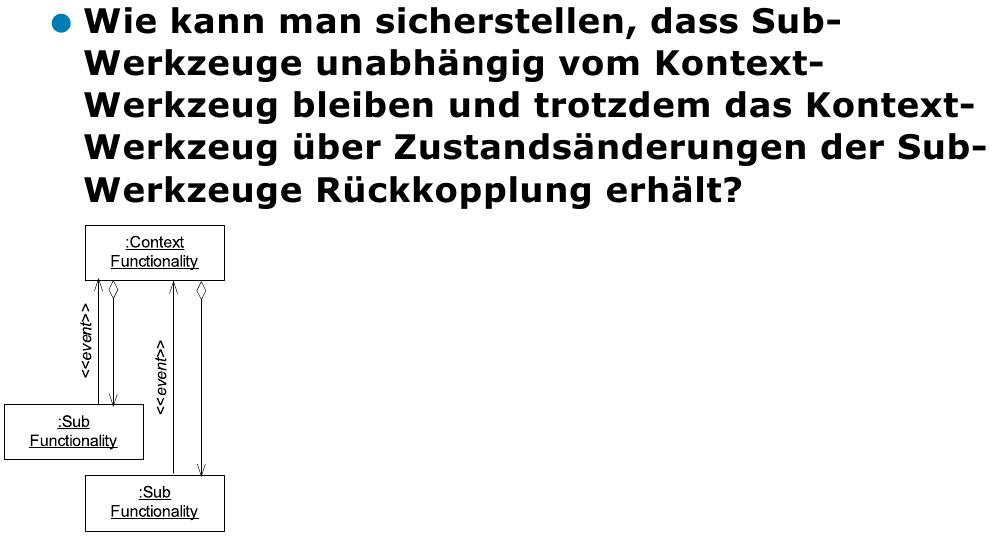 Wie kann man sicherstellen, dass Sub-
Werkzeuge unabhängig vom Kontext-
Werkzeug bleiben und trotzdem das Kontext-
Werkzeug über Zustandsänderungen der Sub-
Werkzeuge Rückkopplung erhält?
:Context
Functionality
<<event>>
<<event>>
:Sub
Functionality
:Sub
Functionality